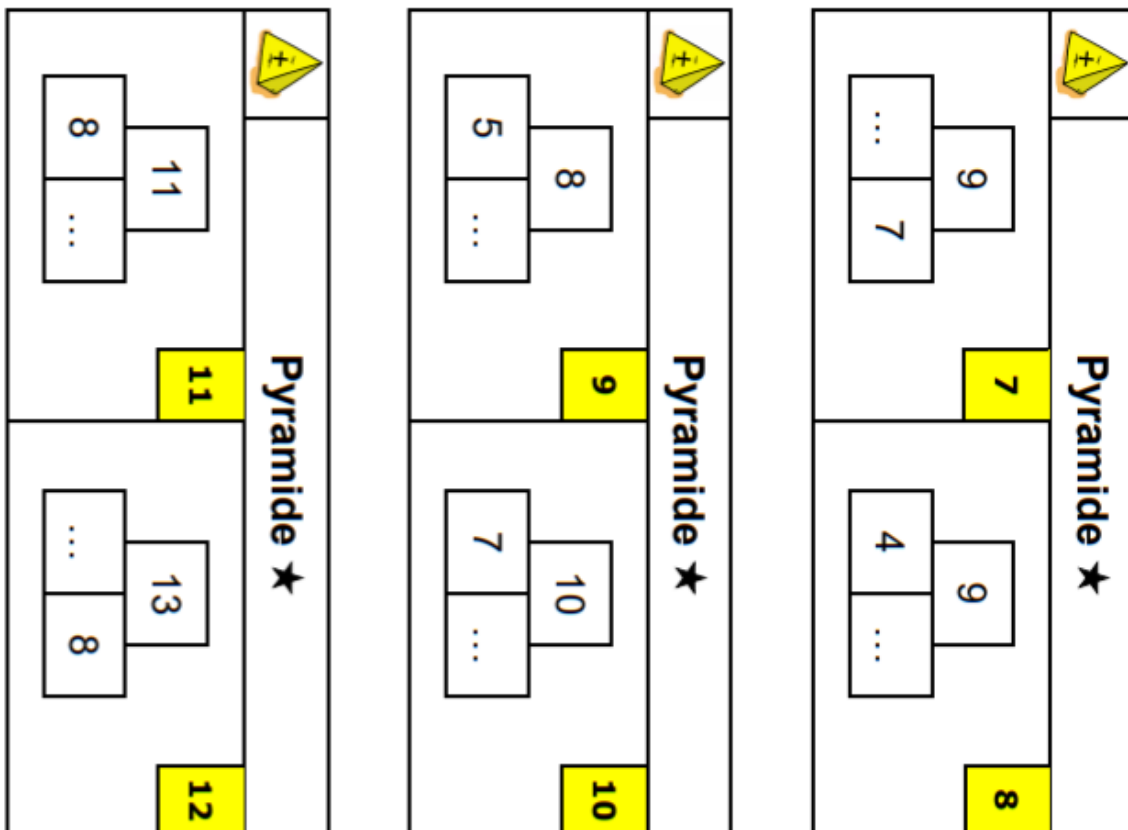 ± Pyramide ★
7 8
9 9
... 7 4 ...
± Pyramide ★
9 10
8 10
5 ... 7 ...
± Pyramide ★
11 12
11 13
8 ... ... 8